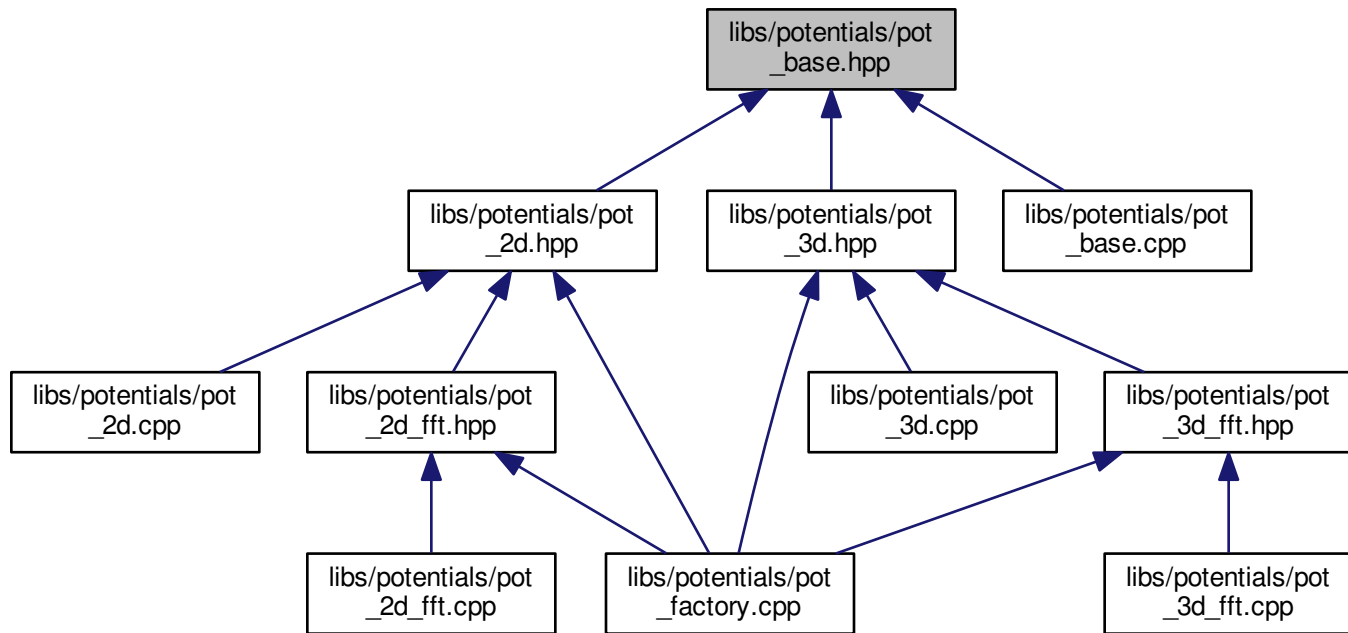 libs/potentials/pot
_base.hpp
libs/potentials/pot
_2d.hpp
libs/potentials/pot
_3d.hpp
libs/potentials/pot
_base.cpp
libs/potentials/pot
_2d.cpp
libs/potentials/pot
_2d_fft.hpp
libs/potentials/pot
_3d.cpp
libs/potentials/pot
_3d_fft.hpp
libs/potentials/pot
_2d_fft.cpp
libs/potentials/pot
_factory.cpp
libs/potentials/pot
_3d_fft.cpp